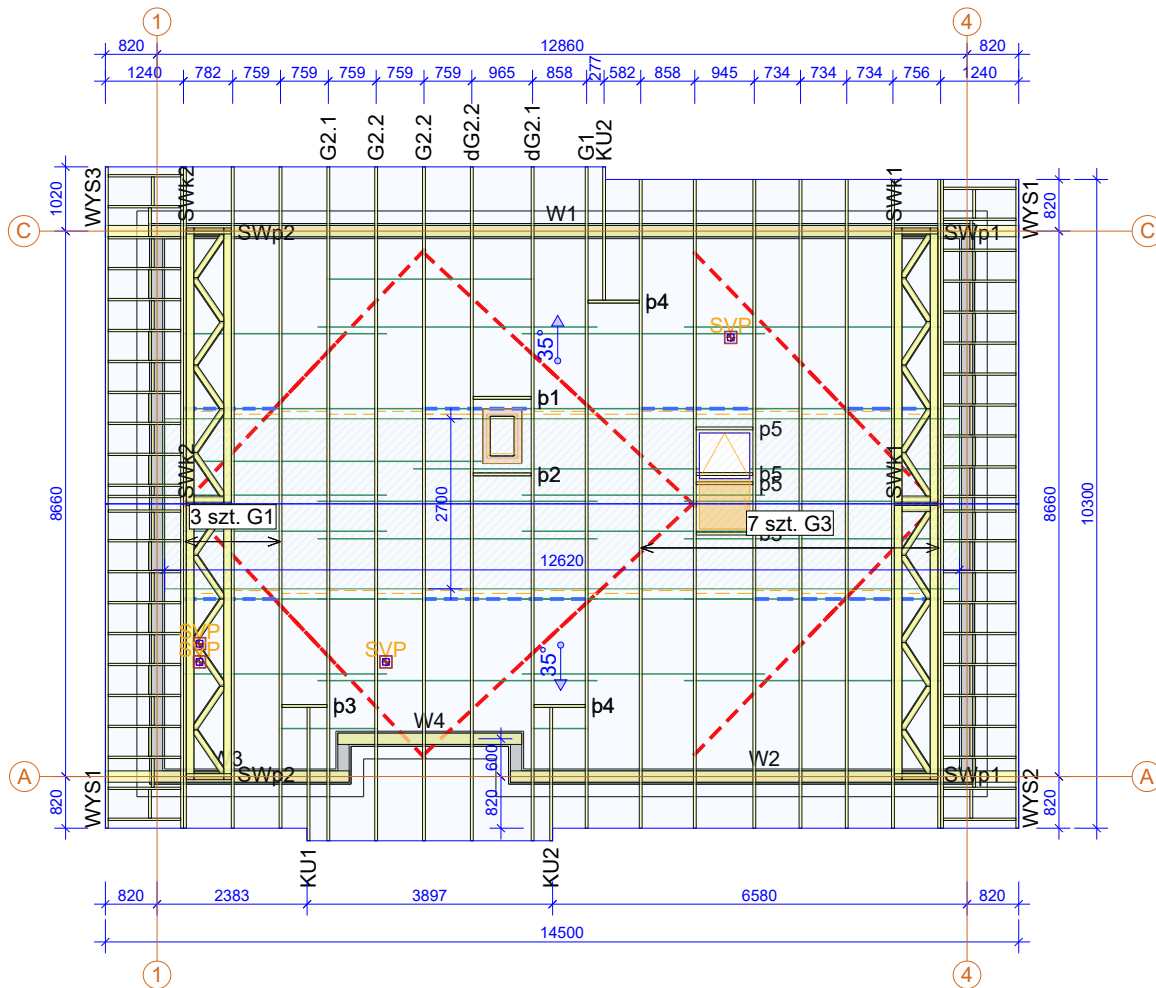 1
4
820
12860
820
1240
782
759
759
759
759
759
965
858
277
582
858
945
734
734
734
756
1240
G2.1
G2.2
G2.2
dG2.2
dG2.1
G1
KU2
WYS3
SWk2
SWk1
WYS1
1020
820
W1
C
SWp2
SWp1
C
p4
SVP
35°
p1
p5
SWk2
p2
p5
p5
SWk1
8660
2700
3 szt. G1
7 szt. G3
8660
10300
12620
SVP
SVP
SVP
35°
p3
W4
p4
W3
600
W2
A
SWp2
SWp1
A
WYS1
820
820
WYS2
820
KU1
KU2
820
2383
3897
6580
820
14500
1
4